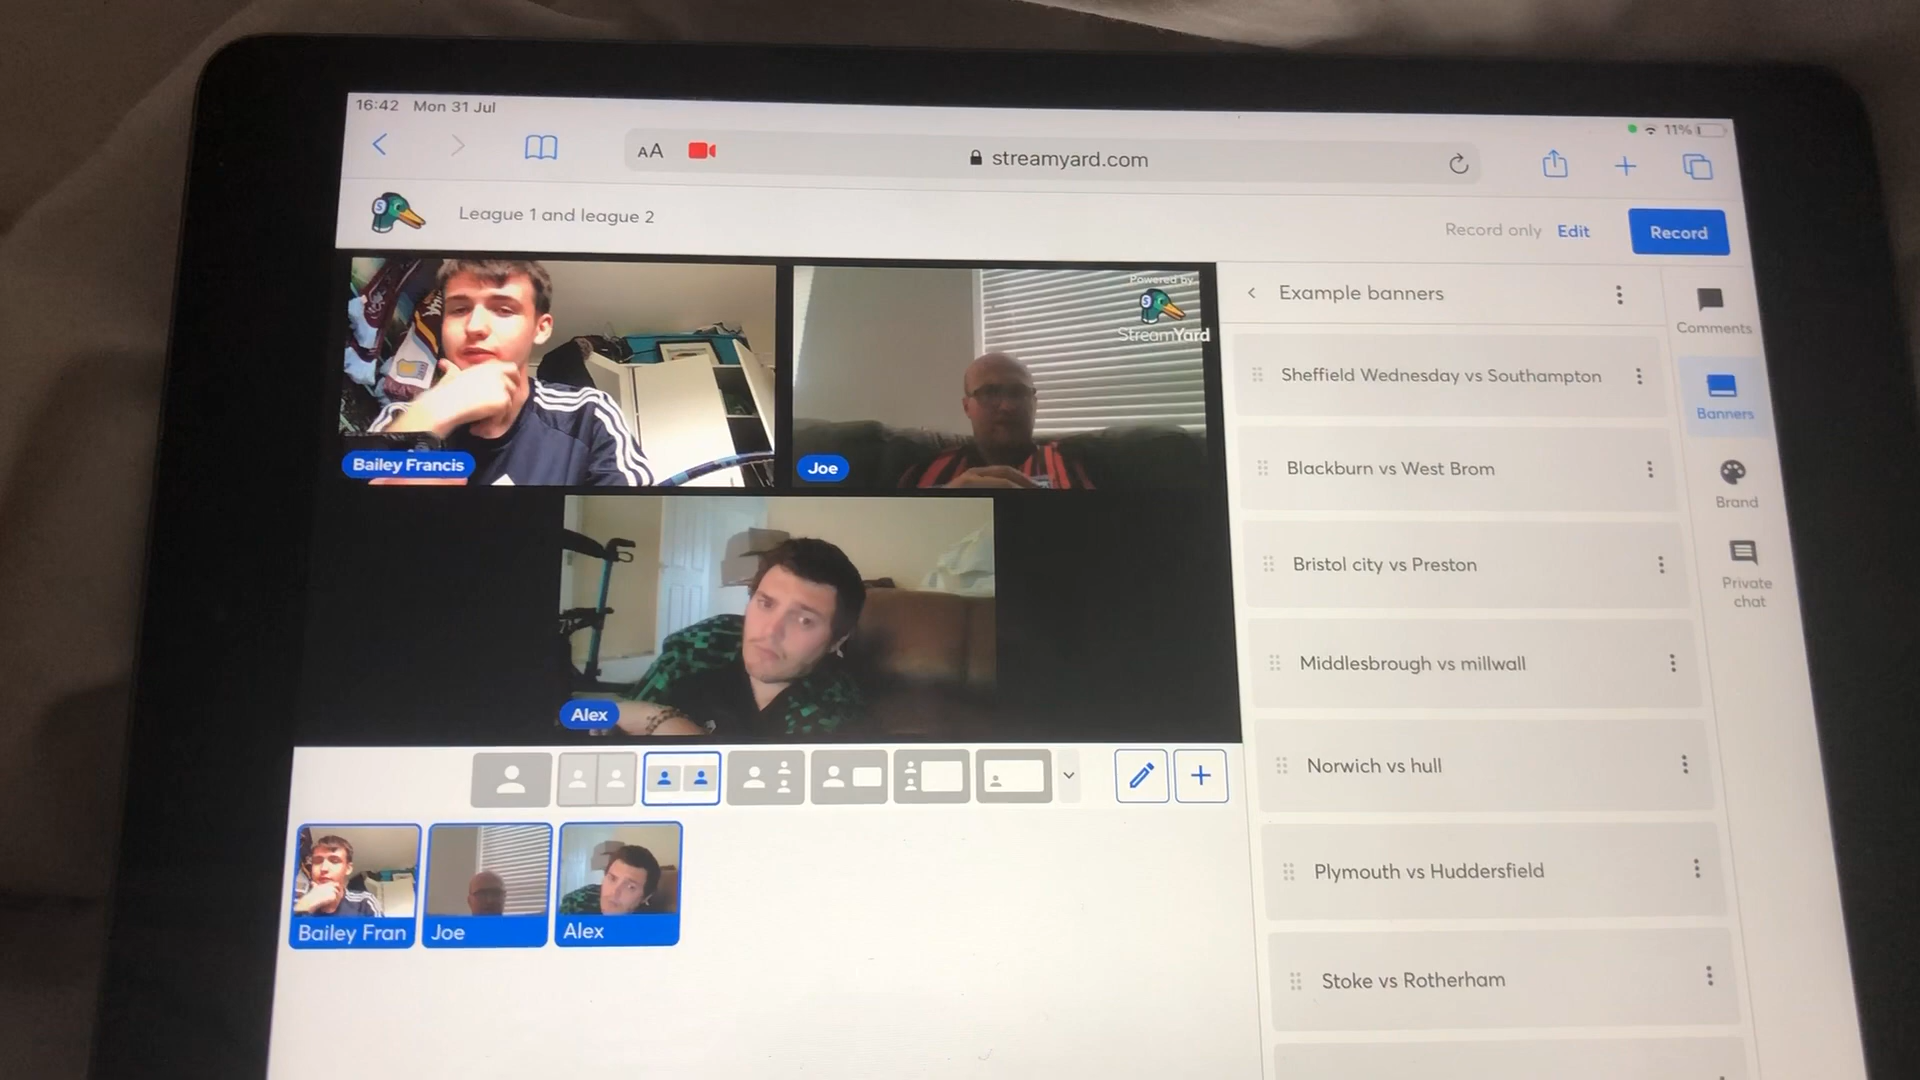 16:42 Mon 31 Jul
11%
AA
streamyard.com
League 1 and league 2
Record only Edit Record
Powered by
StreamYard
Bailey Francis
Joe
Alex
Example banners
Sheffield Wednesday vs Southampton
Blackburn vs West Brom
Bristol city vs Preston
Middlesbrough vs millwall
Norwich vs hull
Plymouth vs Huddersfield
Stoke vs Rotherham
Comments
Banners
Brand
Private
chat
Bailey Fran
Joe
Alex